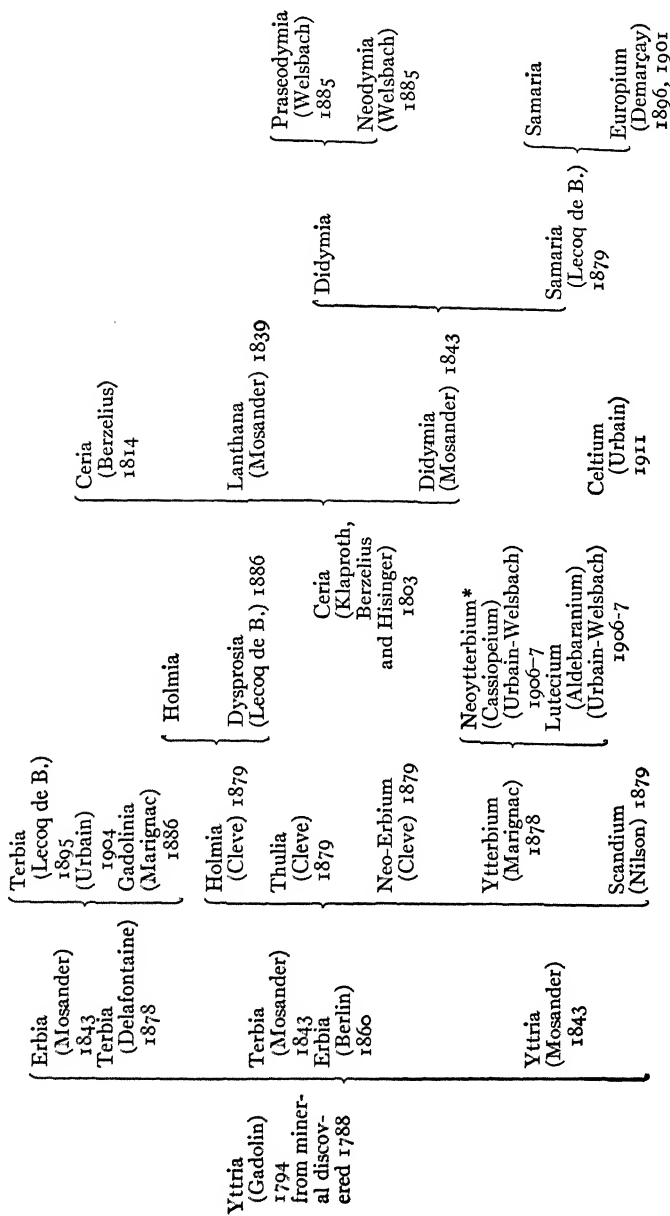 Yttria
(Gadolin)
1794
from miner-
al discov-
ered 1788
Erbia
(Mosander)
1843
Terbia
(Delafontaine)
1878
Terbia
(Mosander)
1843
Erbia
(Berlin)
1860
Yttria
(Mosander)
1843
Terbia
(Lecoq de B.)
1895
(Urbain)
1904
Gadolinia
(Marignac)
1886
Holmia
(Cleve) 1879
Thulia
(Cleve)
1879
Neo-Erbium
(Cleve) 1879
Ytterbium
(Marignac)
1878
Scandium
(Nilson) 1879
Holmia
Dysprosia
(Lecoq de B.) 1886
Neoytterbium*
(Cassiopeium)
(Urbain-Welsbach)
1906-7
Lutecium
(Aldebaranium)
(Urbain-Welsbach)
1906-7
Celtium
(Urbain)
1911
Ceria
(Klaproth,
Berzelius
and Hisinger)
1803
Ceria
(Berzelius)
1814
Lanthana
(Mosander) 1839
Didymia
(Mosander) 1843
Didymia
Samaria
(Lecoq de B.)
1879
Praseodymia
(Welsbach)
1885
Neodymia
(Welsbach)
1885
Samaria
Europium
(Demarçay)
1896, 1901